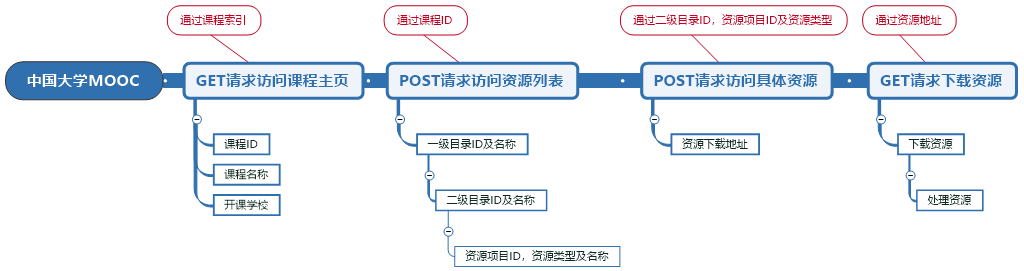 通过课程索引
通过课程ID
通过二级目录ID，资源项目ID及资源类型
通过资源地址
中国大学MOOC
GET请求访问课程主页
POST请求访问资源列表
POST请求访问具体资源
GET请求下载资源
课程ID
课程名称
开课学校
一级目录ID及名称
二级目录ID及名称
资源项目ID，资源类型及名称
资源下载地址
下载资源
处理资源